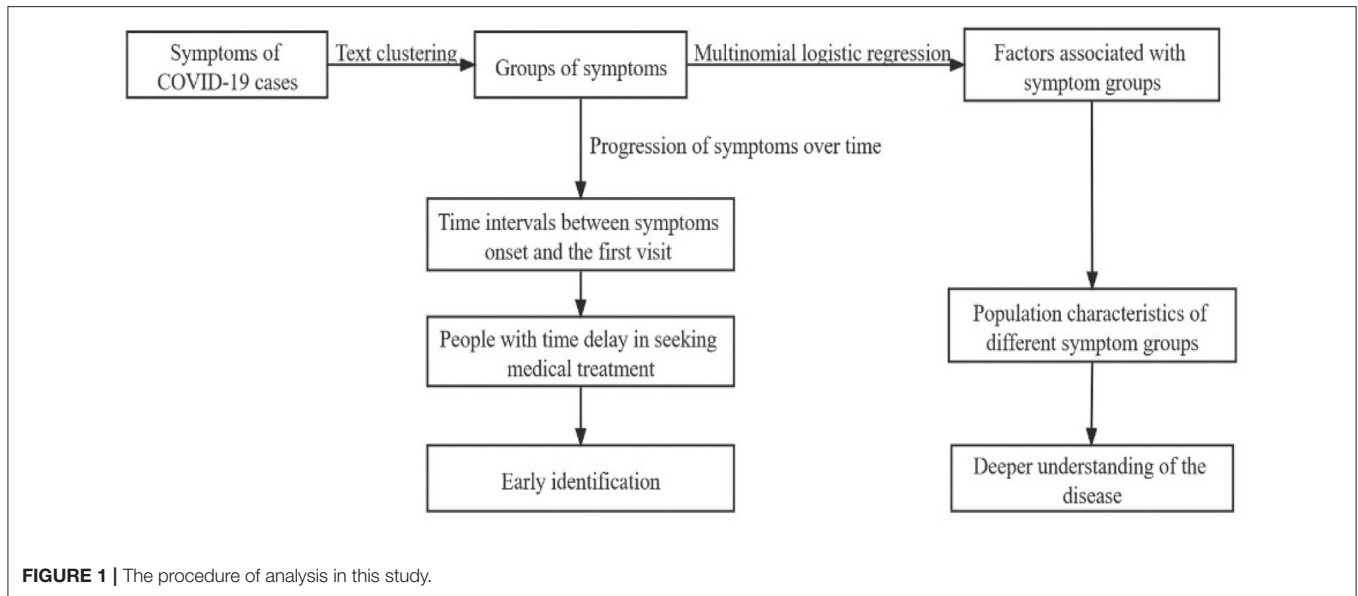 Symptoms of
COVID-19 cases
Text clustering
Groups of symptoms
Multinomial logistic regression
Factors associated with
symptom groups
Progression of symptoms over time
Time intervals between symptoms
onset and the first visit
People with time delay in seeking
medical treatment
Early identification
Population characteristics of
different symptom groups
Deeper understanding of the
disease
FIGURE 1 | The procedure of analysis in this study.